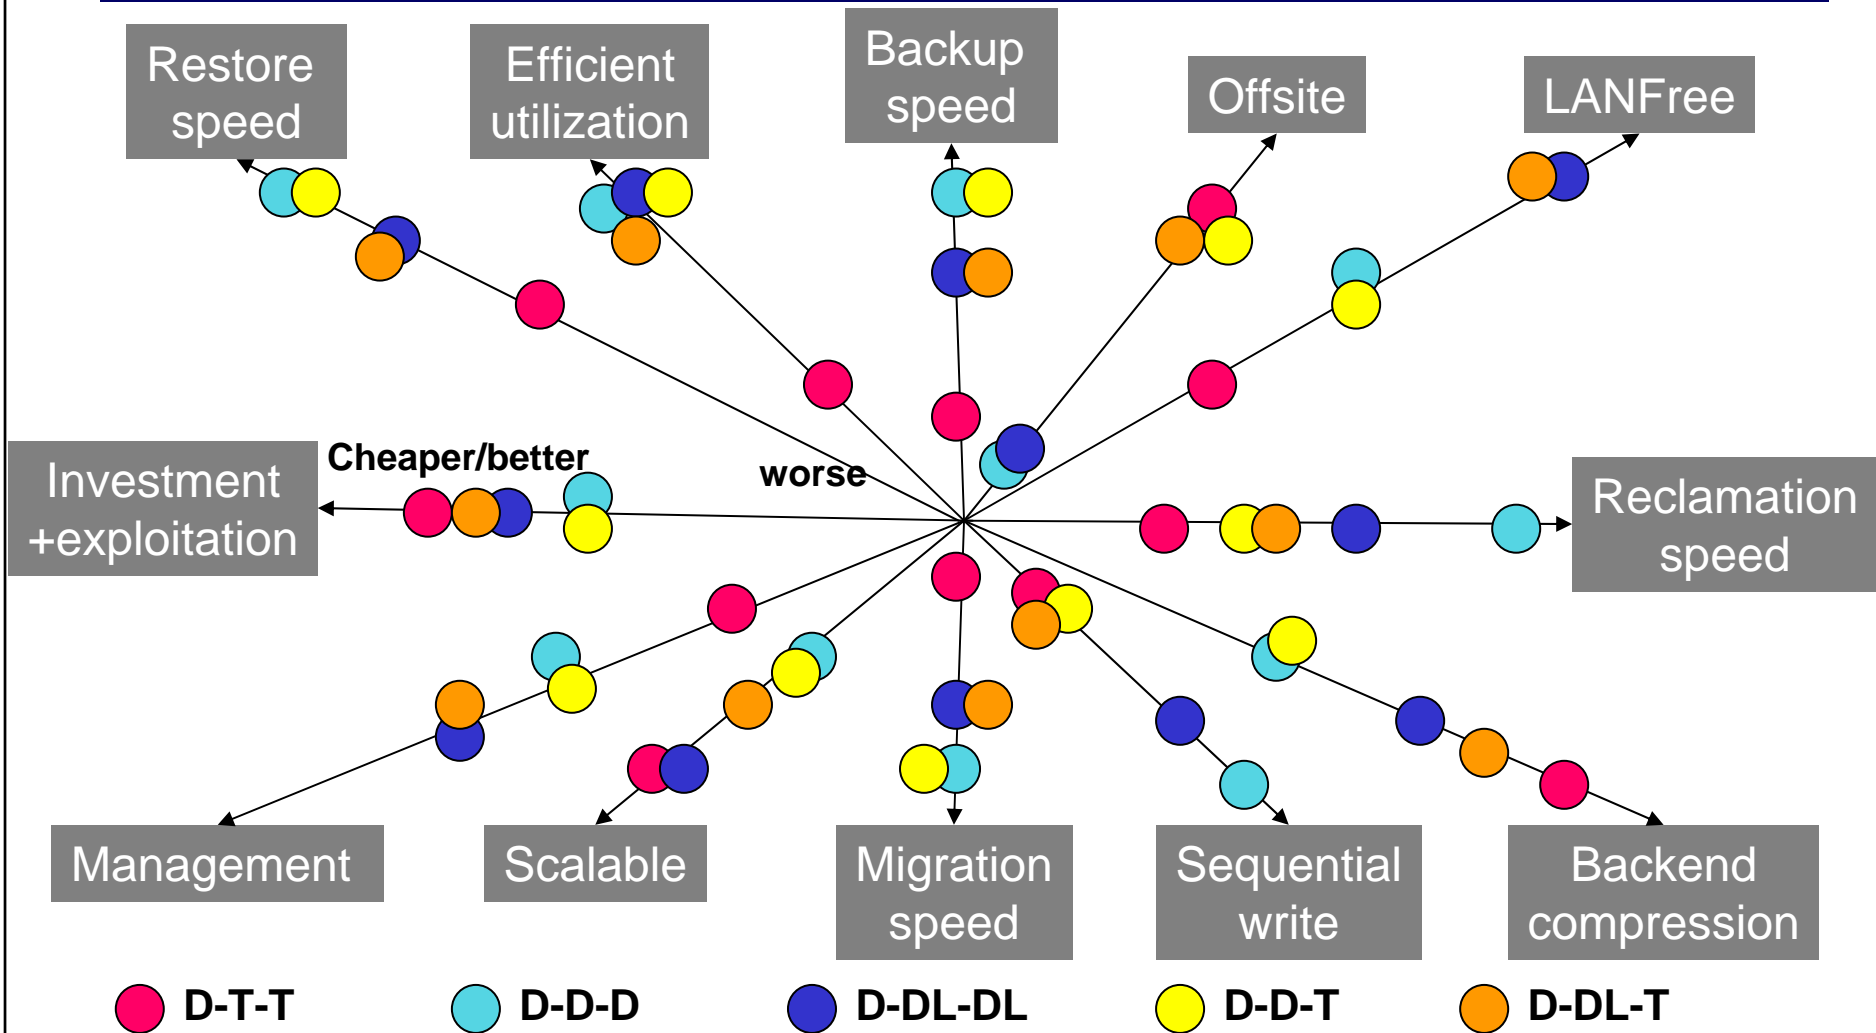 Restore
speed
Efficient
utilization
Backup
speed
Offsite
LANFree
Cheaper/better
worse
Investment
+exploitation
Reclamation
speed
Management
Scalable
Migration
speed
Sequential
write
Backend
compression
D-T-T
D-D-D
D-DL-DL
D-D-T
D-DL-T